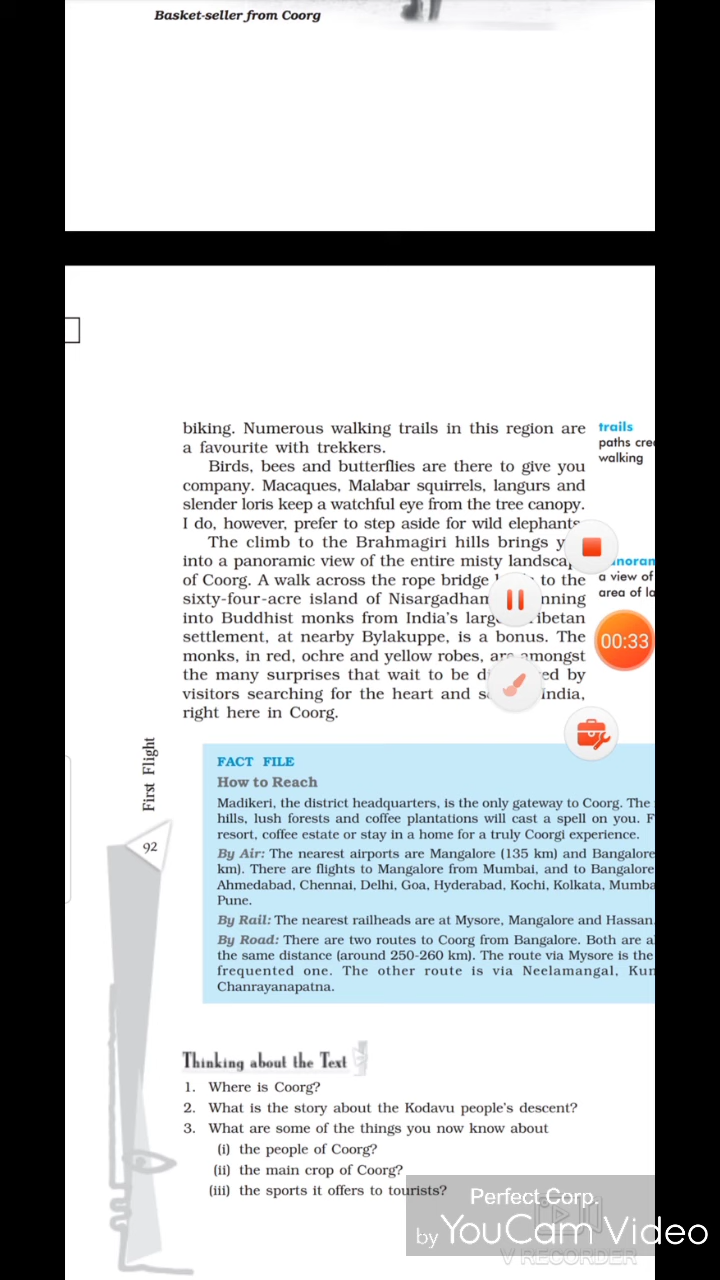 Basket-seller from Coorg
biking. Numerous walking trails in this region are
a favourite with trekkers.
trails
paths cre
walking
Birds, bees and butterflies are there to give you
company. Macaques, Malabar squirrels, langurs and
slender loris keep a watchful eye from the tree canopy.
I do, however, prefer to step aside for wild elephants
The climb to the Brahmagiri hills brings y
into a panoramic view of the entire misty landsca
of Coorg. A walk across the rope bridge to the
sixty-four-acre island of Nisargadham nning
into Buddhist monks from India's larg ibetan
settlement, at nearby Bylakuppe, is a bonus. The
monks, in red, ochre and yellow robes, are amongst
the many surprises that wait to be di ed by
visitors searching for the heart and s India,
right here in Coorg.
noran
a view of
area of la
00:33
First Flight
92
FACT FILE
How to Reach
Madikeri, the district headquarters, is the only gateway to Coorg. The
hills, lush forests and coffee plantations will cast a spell on you. F
resort, coffee estate or stay in a home for a truly Coorgi experience.
By Air: The nearest airports are Mangalore (135 km) and Bangalore
km). There are flights to Mangalore from Mumbai, and to Bangalore
Ahmedabad, Chennai, Delhi, Goa, Hyderabad, Kochi, Kolkata, Mumba
Pune.
By Rail: The nearest railheads are at Mysore, Mangalore and Hassan.
By Road: There are two routes to Coorg from Bangalore. Both are a
the same distance (around 250-260 km). The route via Mysore is the
frequented one. The other route is via Neelamangal, Kun
Chanrayanapatna.
Thinking about the Text
1. Where is Coorg?
2. What is the story about the Kodavu people's descent?
3. What are some of the things you now know about
(i) the people of Coorg?
(ii) the main crop of Coorg?
(iii) the sports it offers to tourists?
Perfect Corp.
by YouCam Video
V RECORDER